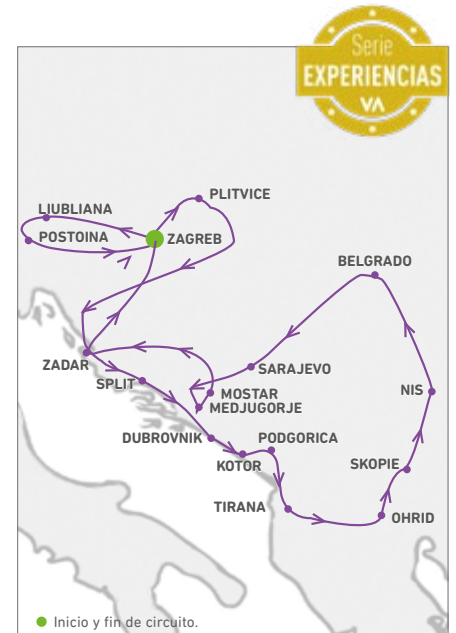 Serie
EXPERIENCIAS
VA
PLITVICE
LIUBLIANA
POSTOINA
ZAGREB
BELGRADO
ZADAR
SARAJEVO
SPLIT
MOSTAR
MEDJUGORJE
NIS
DUBROVNIK
PODGORICA
KOTOR
SKOPIE
TIRANA
OHRID
Inicio y fin de circuito.